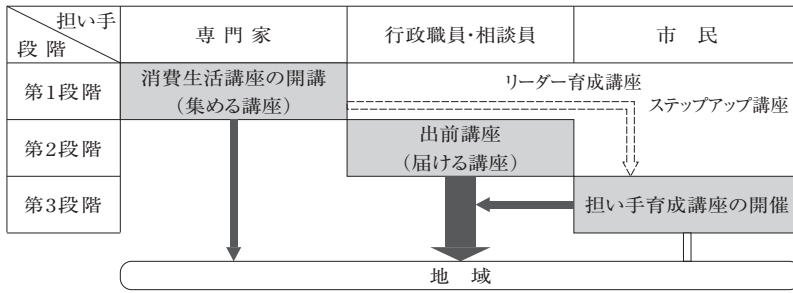 担い手
段 階
専 門 家
行政職員・相談員
市 民
第1段階
消費生活講座の開講
（集める講座）
リーダー育成講座
ステップアップ講座
第2段階
出前講座
（届ける講座）
第3段階
担い手育成講座の開催
地 域